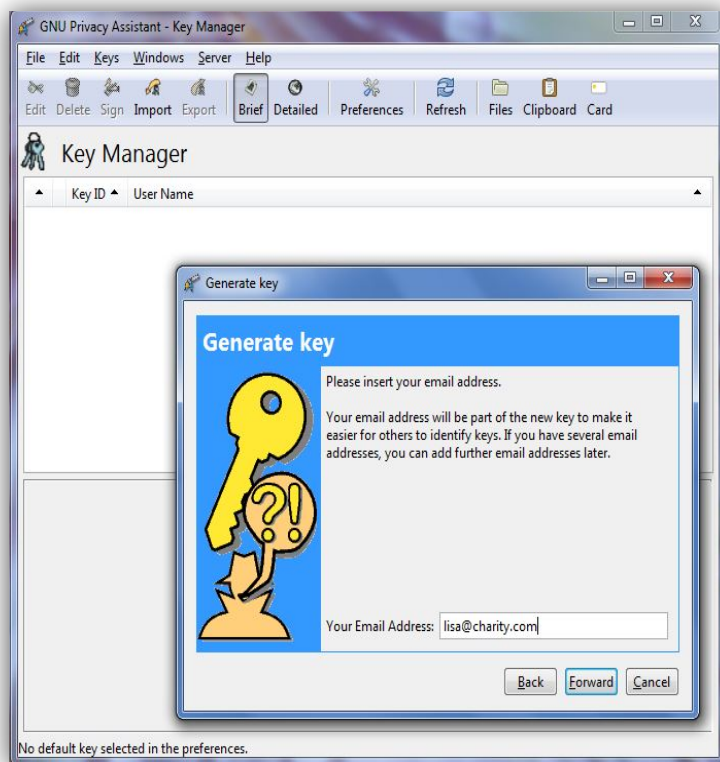 GNU Privacy Assistant - Key Manager
File Edit Keys Windows Server Help
Edit Delete Sign Import Export Brief Detailed Preferences Refresh Files Clipboard Card
Key Manager
Key ID User Name
Generate key
Generate key
Please insert your email address.
Your email address will be part of the new key to make it
easier for others to identify keys. If you have several email
addresses, you can add further email addresses later.
?!
Your Email Address: lisa@charity.com
Back Forward Cancel
No default key selected in the preferences.